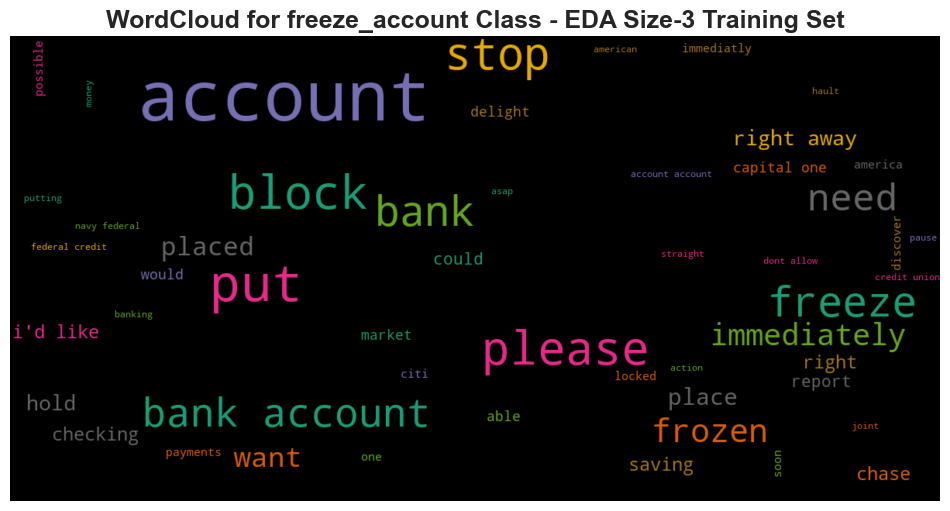 WordCloud for freeze_account Class - EDA Size-3 Training Set
possible
money
account
stop
american
immediatly
delight
hault
right away
capital one
america
account account
need
block
bank
asap
putting
navy federal
federal credit
placed
could
would
put
straight
dont allow
discover
pause
credit union
freeze
banking
i'd like
market
please
immediately
right
report
citi
locked
action
place
hold
checking
bank account
able
frozen
joint
payments
want
one
saving
soon
chase